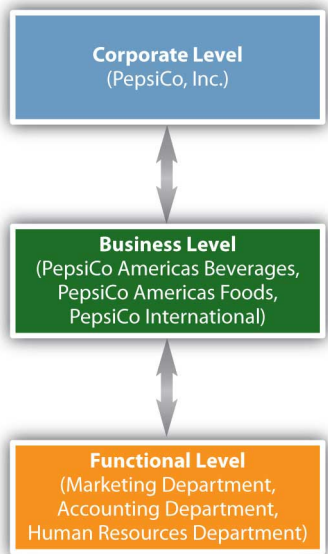 Corporate Level
(PepsiCo, Inc.)
Business Level
(PepsiCo Americas Beverages,
PepsiCo Americas Foods,
PepsiCo International)
Functional Level
(Marketing Department,
Accounting Department,
Human Resources Department)